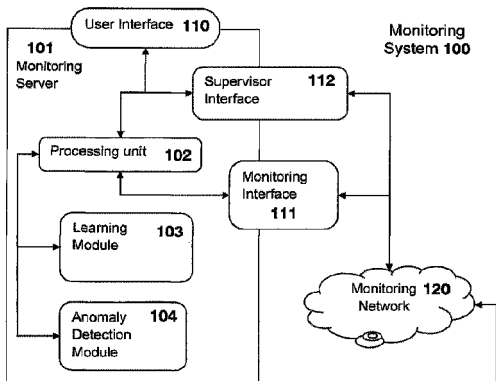 User Interface 110
101
Monitoring
Server
Monitoring
System 100
Supervisor 112
Interface
Processing unit
102
Monitoring
Interface
111
Learning 103
Module
Anomaly 104
Detection
Module
Monitoring 120
Network